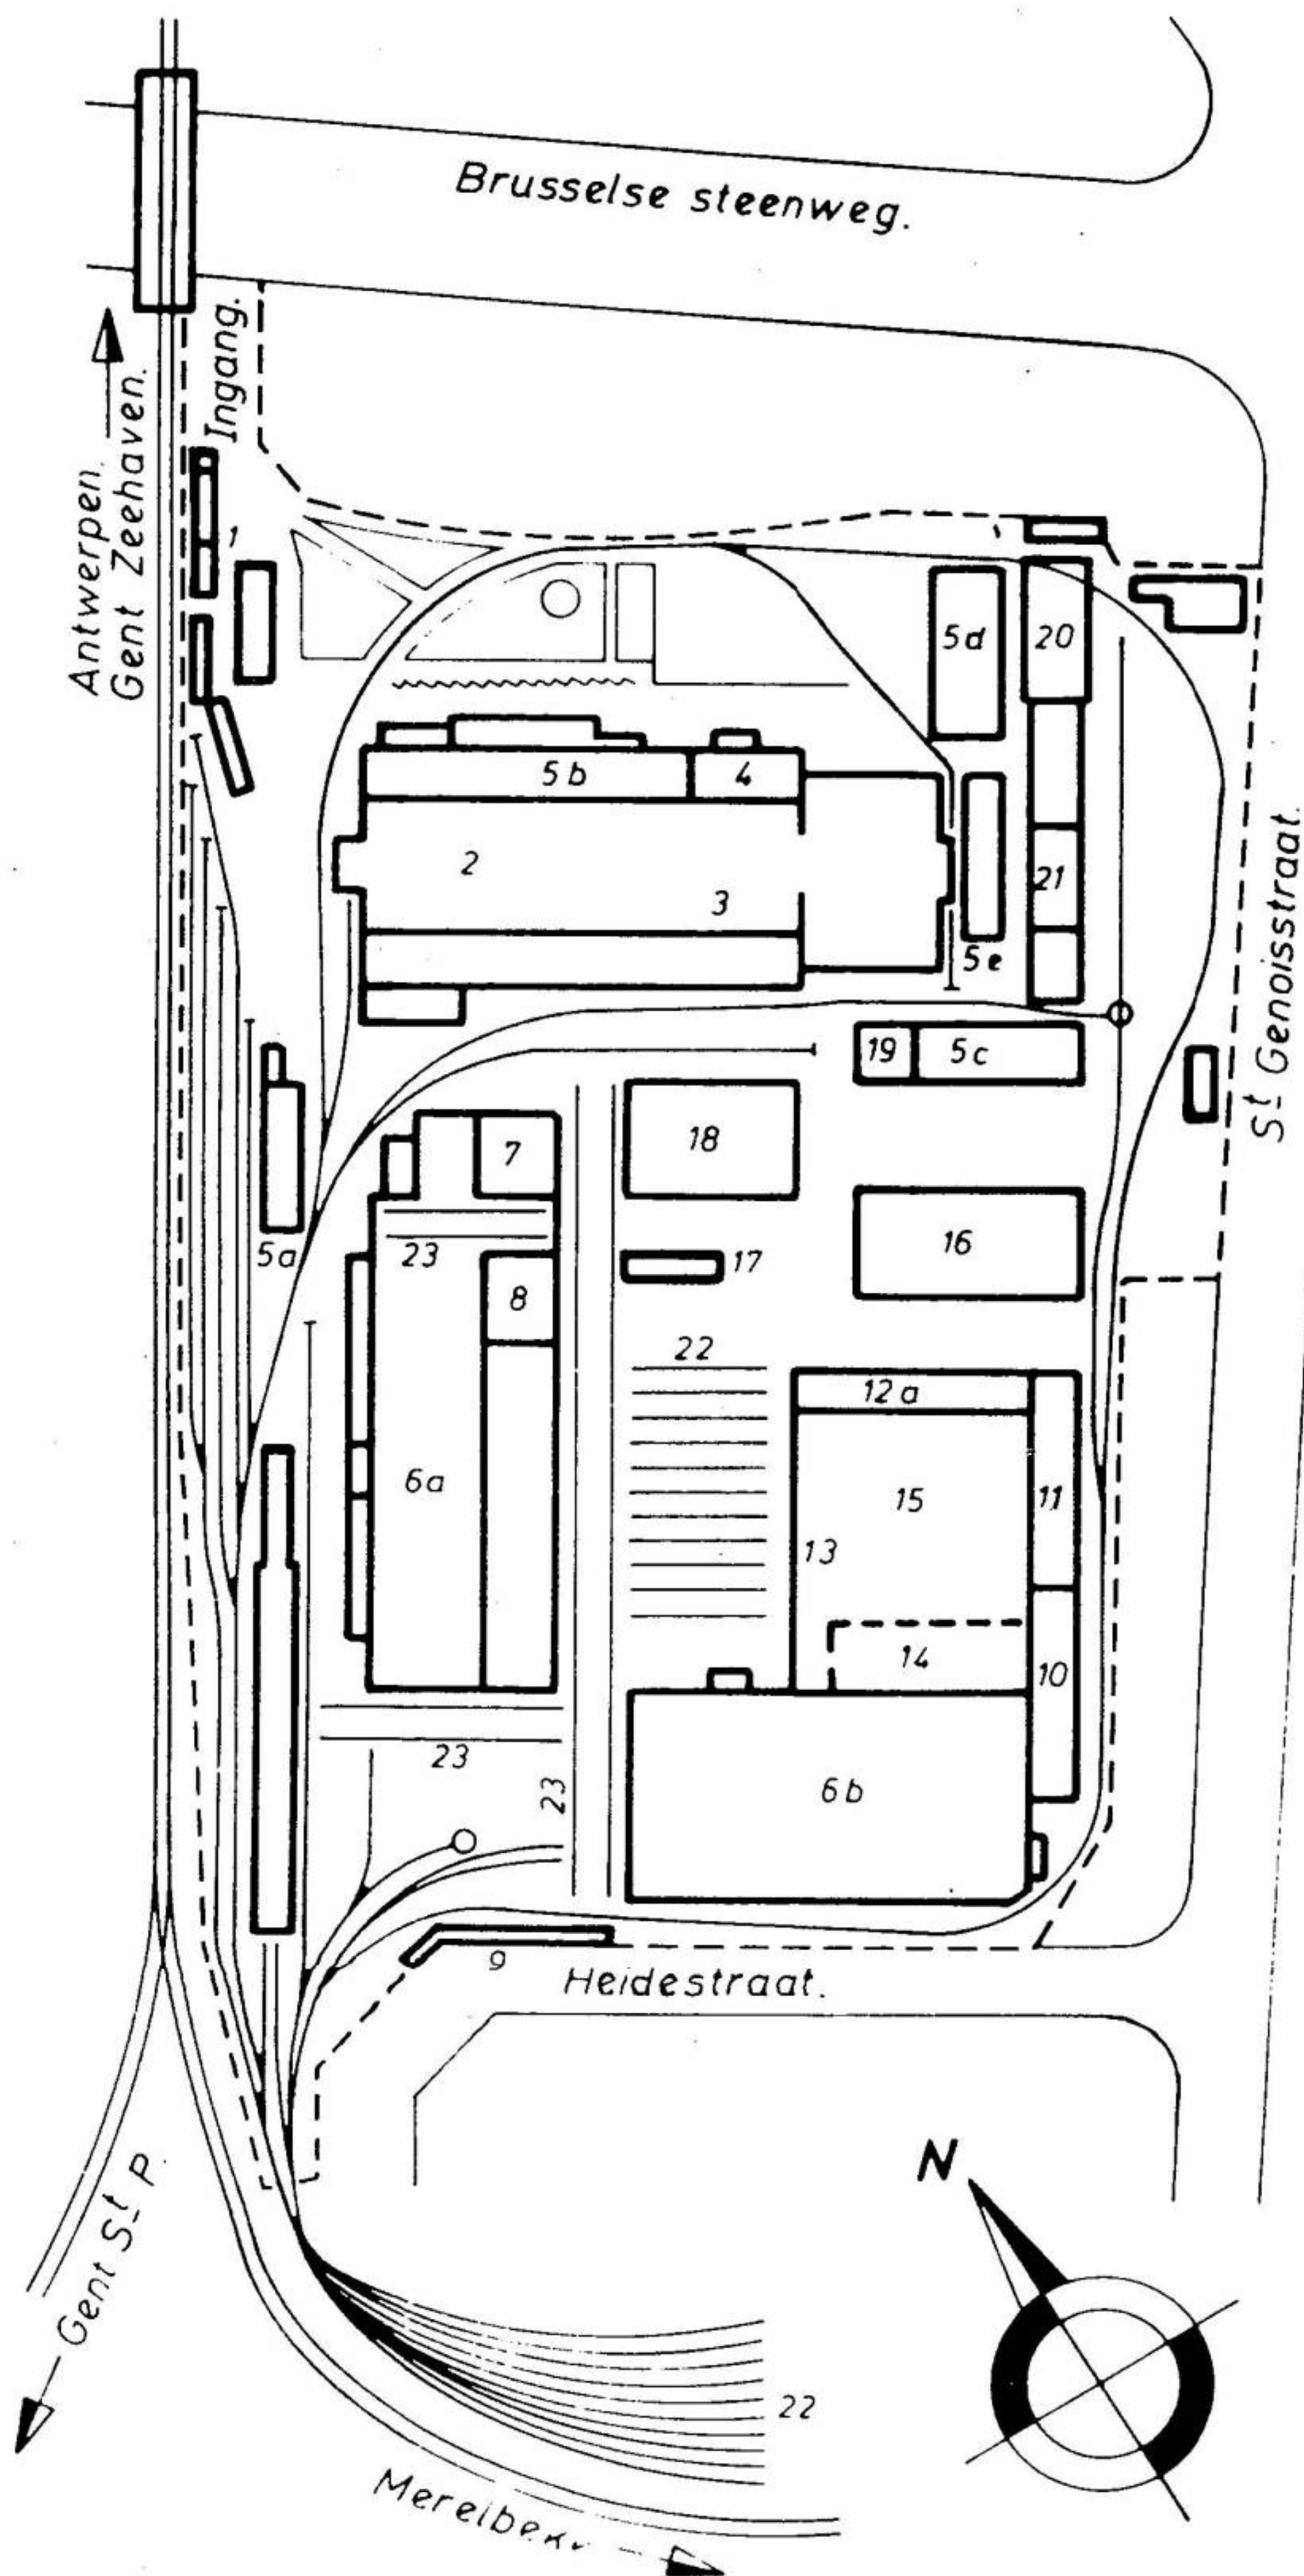 Brusselse steenweg.
Ingang.
Antwerpen.
Gent Zeehaven.
1
5d
20
5b
4
2
3
21
5e
St Genoisstraat.
19
5c
7
18
5a
23
17
16
8
22
12a
6a
15
11
13
14
10
23
23
6b
9
Heidestraat.
N
Gent St P.
22